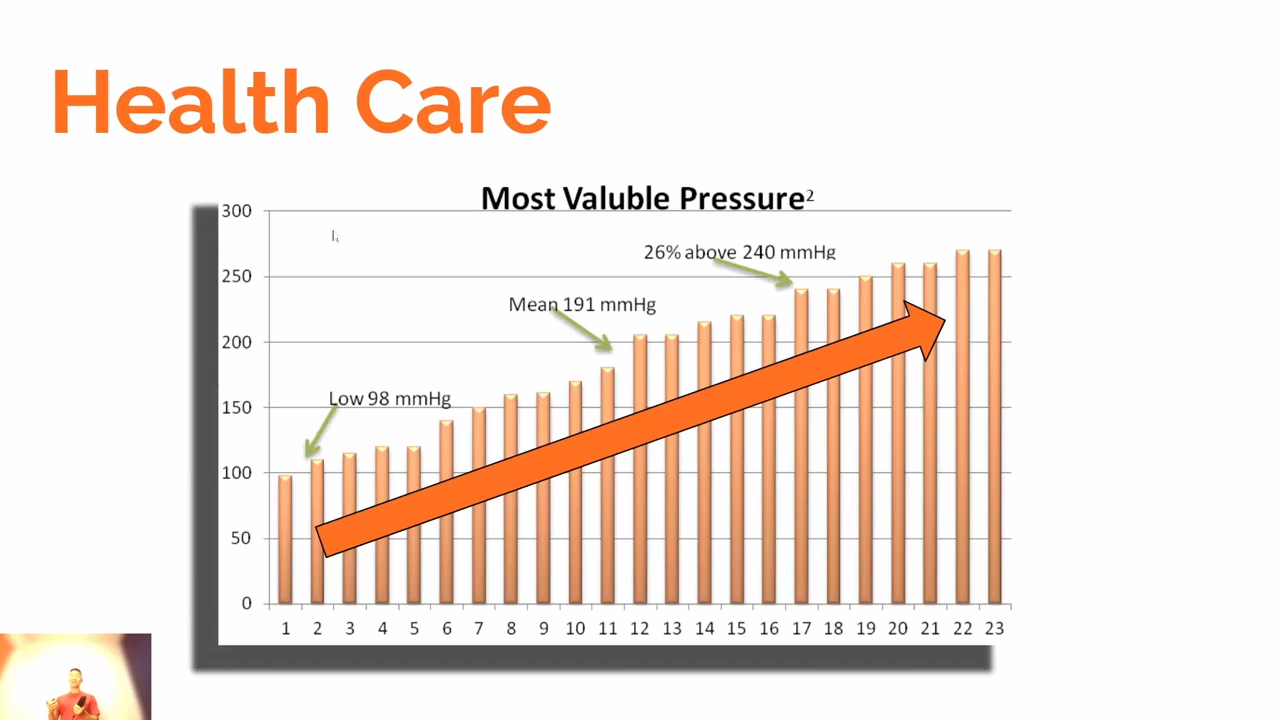 Health Care
Most Valuble Pressure²
300
26% above 240 mmHg
250
Mean 191 mmHg
200
Low 98 mmHg
150
100
50
0
1 2 3 4 5 6 7 8 9 10 11 12 13 14 15 16 17 18 19 20 21 22 23